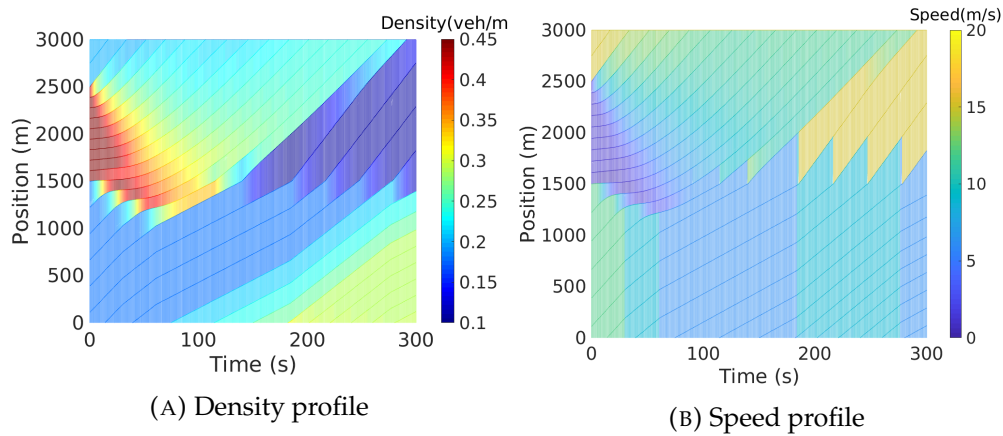 Density(veh/m
3000
2500
2000
1500
1000
500
0
Position (m)
0 100 200 300
Time (s)
0.45
0.4
0.35
0.3
0.25
0.2
0.15
0.1
(A) Density profile
Speed(m/s)
3000
2500
2000
1500
1000
500
0
Position (m)
0 100 200 300
Time (s)
20
15
10
5
0
(B) Speed profile